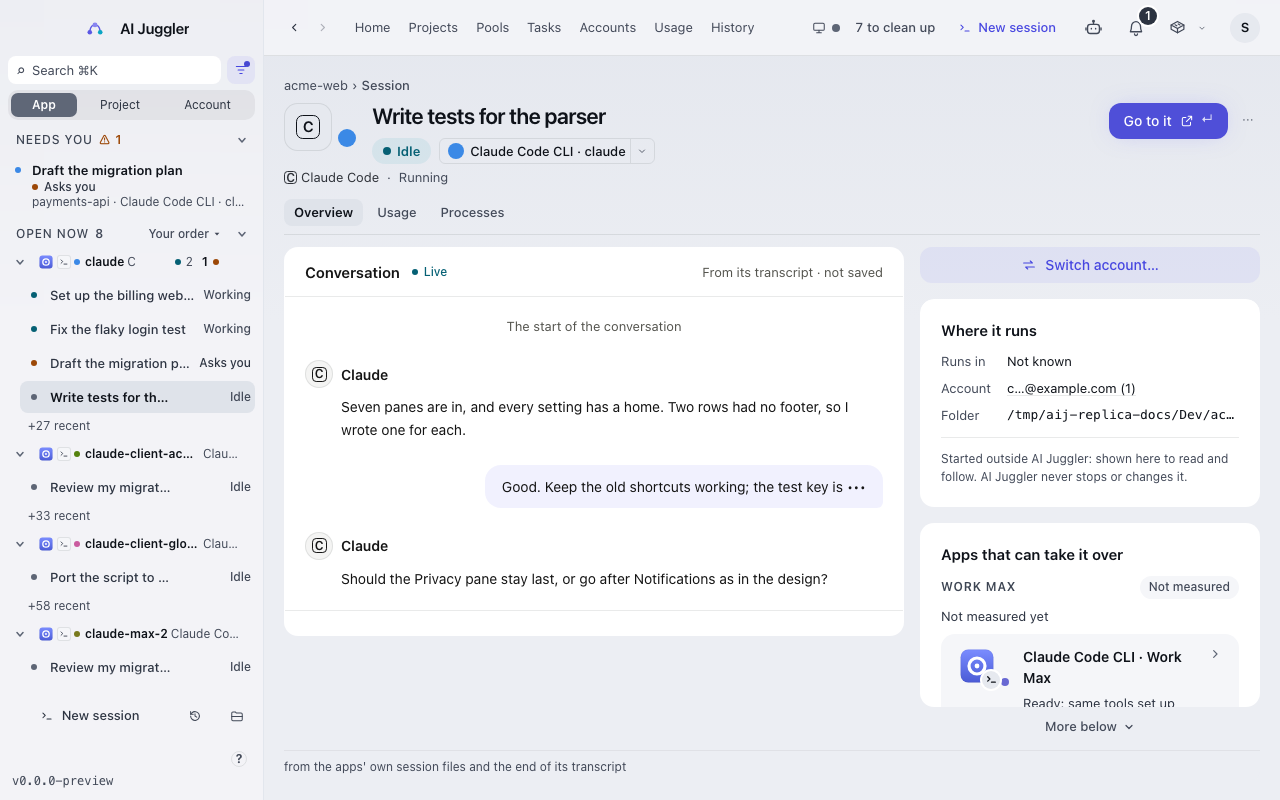 AI Juggler
Search ⌘K
App Project Account
NEEDS YOU 1
Draft the migration plan
Asks you
payments-api · Claude Code CLI · cl...
OPEN NOW 8 Your order
claude C 2 1
Set up the billing web... Working
Fix the flaky login test Working
Draft the migration p... Asks you
Write tests for th... Idle
+27 recent
claude-client-ac... Clau...
Review my migrat... Idle
+33 recent
claude-client-glo... Clau...
Port the script to ... Idle
+58 recent
claude-max-2 Claude Co...
Review my migrat... Idle
New session
?
v0.0.0-preview
Home Projects Pools Tasks Accounts Usage History
7 to clean up
New session
1
S
acme-web › Session
C
Write tests for the parser
Idle
Claude Code CLI · claude
Go to it
C Claude Code · Running
Overview Usage Processes
Conversation Live From its transcript · not saved
The start of the conversation
C Claude
Seven panes are in, and every setting has a home. Two rows had no footer, so I
wrote one for each.
Good. Keep the old shortcuts working; the test key is •••
C Claude
Should the Privacy pane stay last, or go after Notifications as in the design?
Switch account...
Where it runs
Runs in Not known
Account c...@example.com (1)
Folder /tmp/aij-replica-docs/Dev/ac...
Started outside AI Juggler: shown here to read and
follow. AI Juggler never stops or changes it.
Apps that can take it over
WORK MAX Not measured
Not measured yet
Claude Code CLI · Work
Max
Ready: same tools set up
More below
from the apps' own session files and the end of its transcript